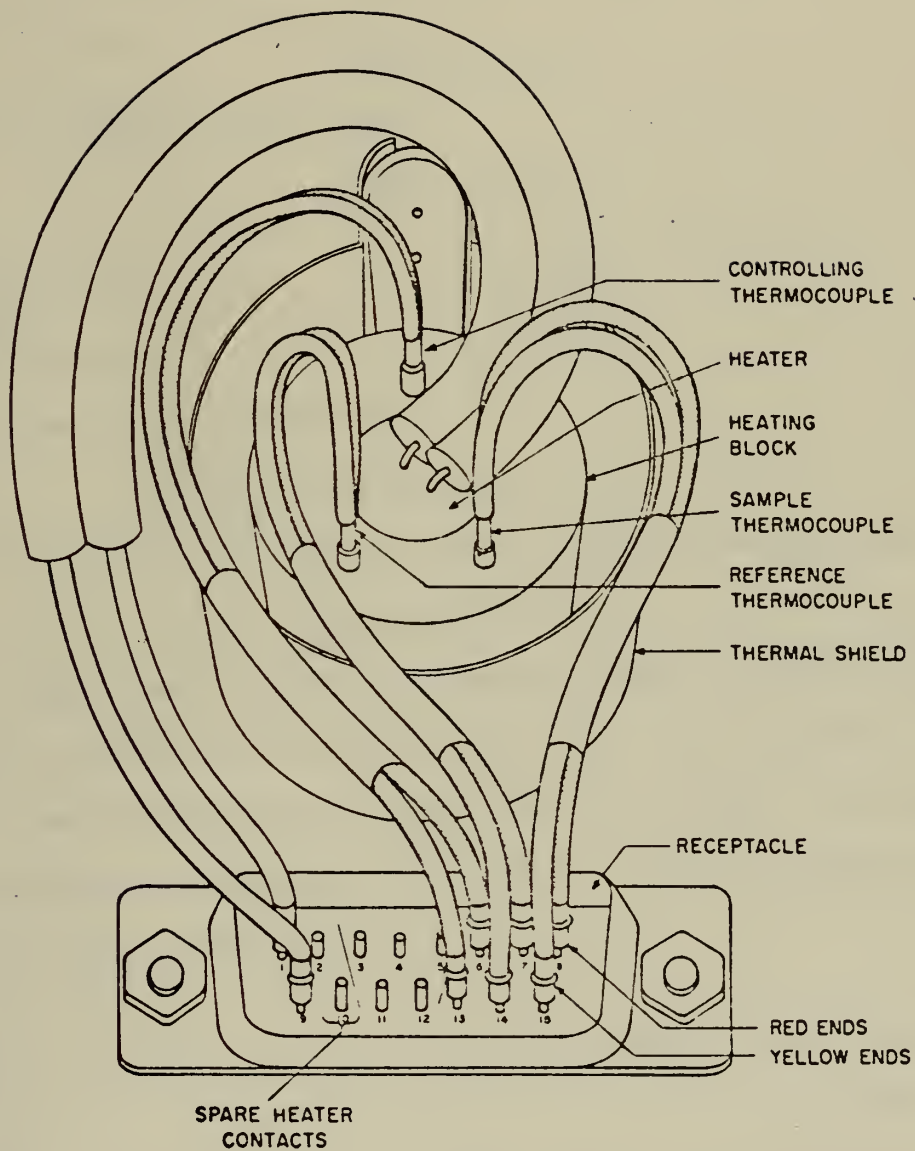 CONTROLLING
THERMOCOUPLE
HEATER
HEATING
BLOCK
SAMPLE
THERMOCOUPLE
REFERENCE
THERMOCOUPLE
THERMAL SHIELD
RECEPTACLE
1 2 3 4 5 6 7 8
9 10 11 12 13 14 15
RED ENDS
YELLOW ENDS
SPARE HEATER
CONTACTS